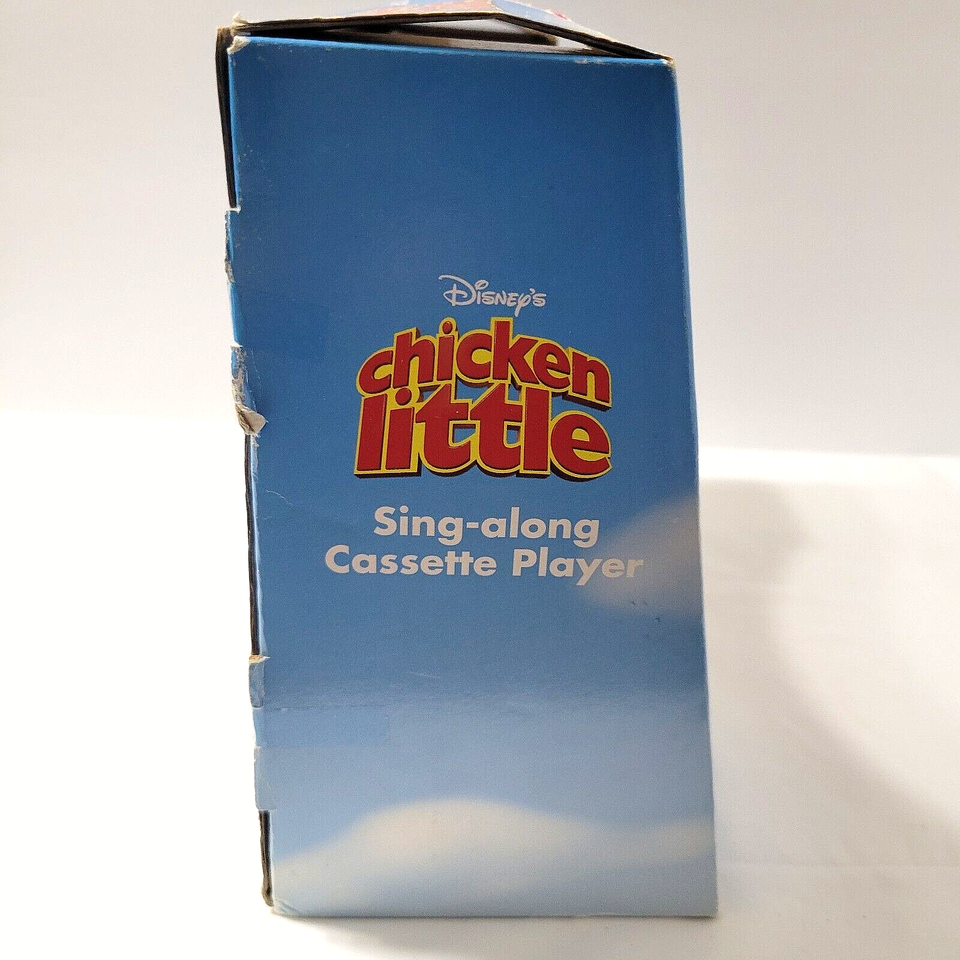 Disney's
chicken
little
Sing-along
Cassette Player